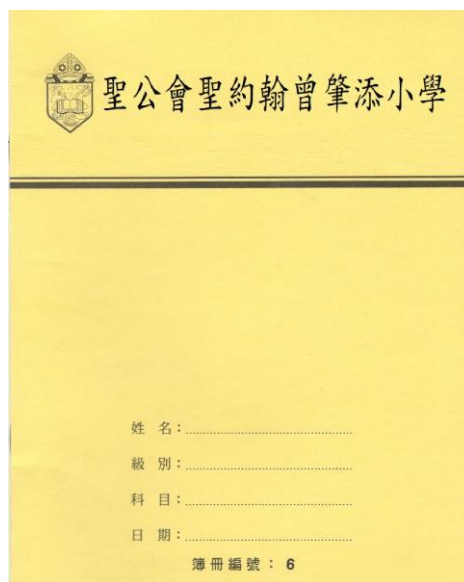 聖公會聖約翰曾肇添小學
姓 名：
級 別：
科 目：
日 期：
簿冊編號：6